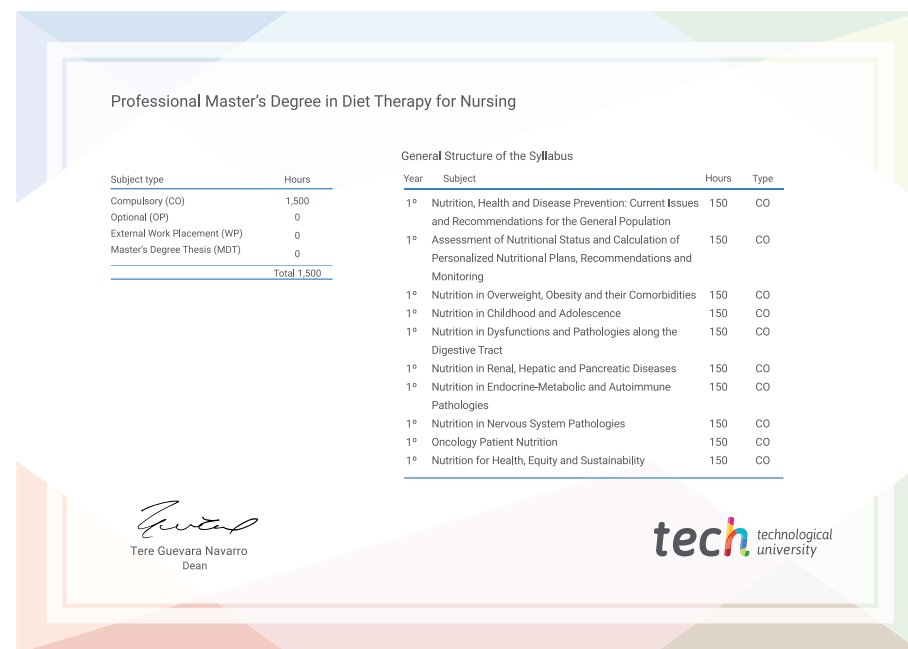 Professional Master's Degree in Diet Therapy for Nursing
Subject type Hours
Compulsory (CO) 1,500
Optional (OP) 0
External Work Placement (WP) 0
Master's Degree Thesis (MDT) 0
Total 1,500
General Structure of the Syllabus
Year Subject Hours Type
1º Nutrition, Health and Disease Prevention: Current Issues 150 CO
and Recommendations for the General Population
1º Assessment of Nutritional Status and Calculation of 150 CO
Personalized Nutritional Plans, Recommendations and
Monitoring
1º Nutrition in Overweight, Obesity and their Comorbidities 150 CO
1º Nutrition in Childhood and Adolescence 150 CO
1º Nutrition in Dysfunctions and Pathologies along the 150 CO
Digestive Tract
1º Nutrition in Renal, Hepatic and Pancreatic Diseases 150 CO
1º Nutrition in Endocrine-Metabolic and Autoimmune 150 CO
Pathologies
1º Nutrition in Nervous System Pathologies 150 CO
1º Oncology Patient Nutrition 150 CO
1º Nutrition for Health, Equity and Sustainability 150 CO
Tere Guevara Navarro
Dean
tech technological
university